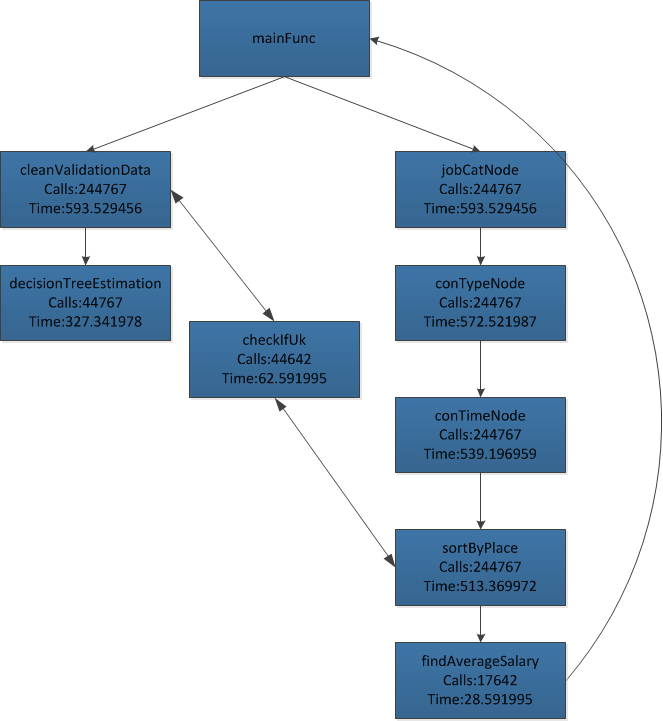 mainFunc
cleanValidationData
Calls:244767
Time:593.529456
jobCatNode
Calls:244767
Time:593.529456
decisionTreeEstimation
Calls:44767
Time:327.341978
conTypeNode
Calls:244767
Time:572.521987
checkIfUk
Calls:44642
Time:62.591995
conTimeNode
Calls:244767
Time:539.196959
sortByPlace
Calls:244767
Time:513.369972
findAverageSalary
Calls:17642
Time:28.591995